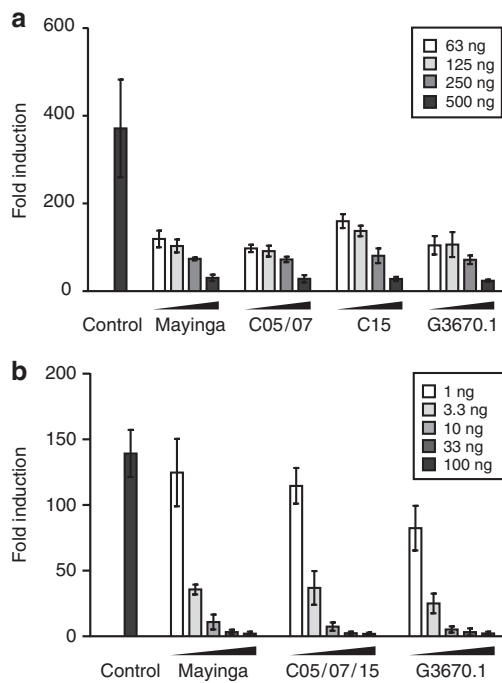 a
600
400
200
0
Fold induction
63 ng
125 ng
250 ng
500 ng
Control Mayinga C05/07 C15 G3670.1
b
200
150
100
50
0
Fold induction
1 ng
3.3 ng
10 ng
33 ng
100 ng
Control Mayinga C05/07/15 G3670.1